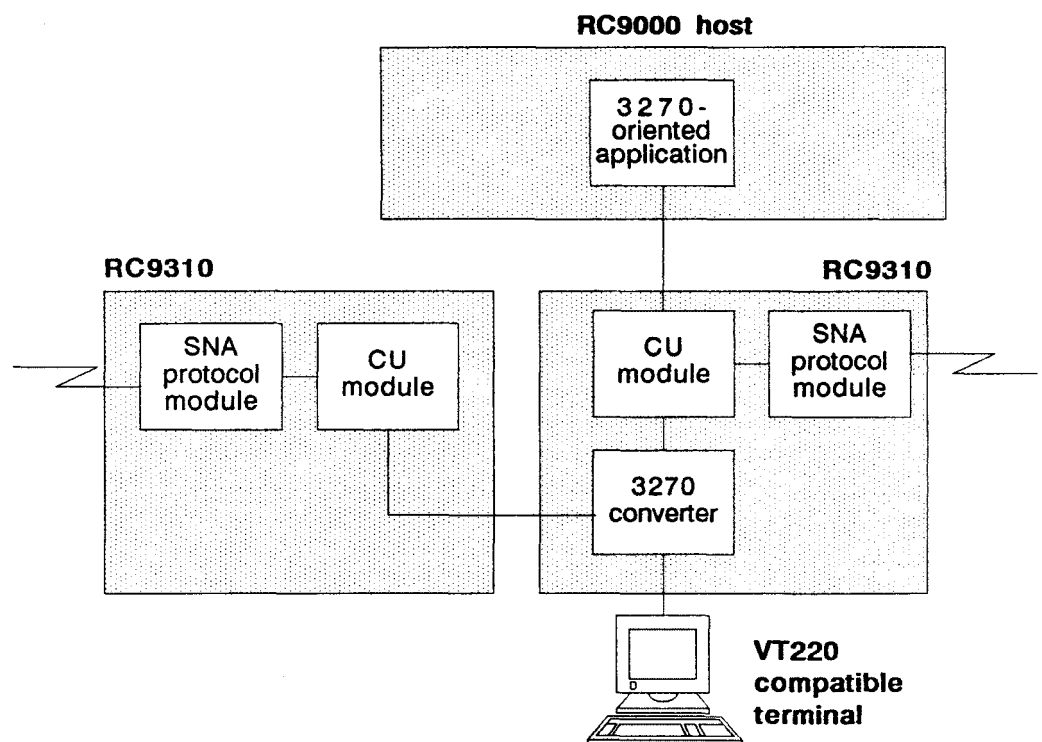 RC9000 host
3270-
oriented
application
RC9310
SNA
protocol
module
CU
module
RC9310
CU
module
SNA
protocol
module
3270
converter
VT220
compatible
terminal